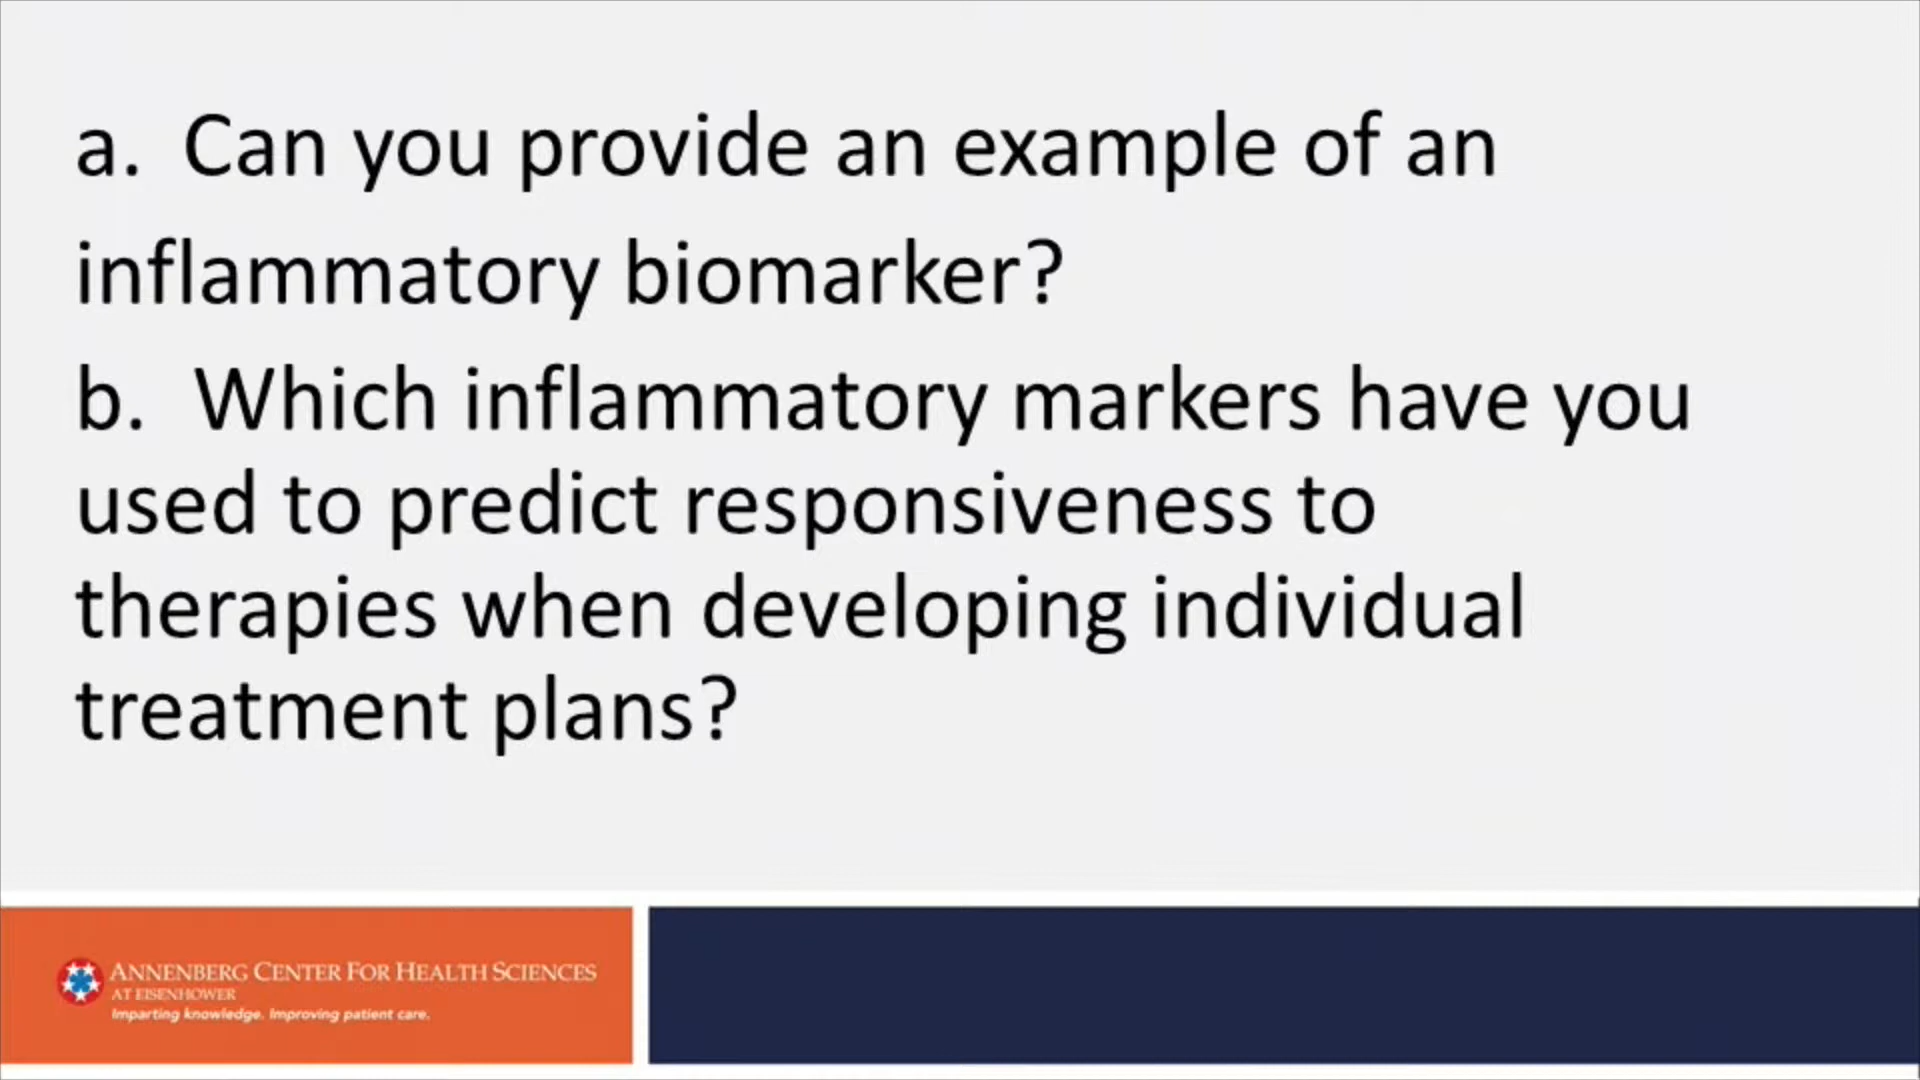 a. Can you provide an example of an
inflammatory biomarker?
b. Which inflammatory markers have you
used to predict responsiveness to
therapies when developing individual
treatment plans?
ANNENBERG CENTER FOR HEALTH SCIENCES
AT EISENHOWER
Imparting knowledge. Improving patient care.